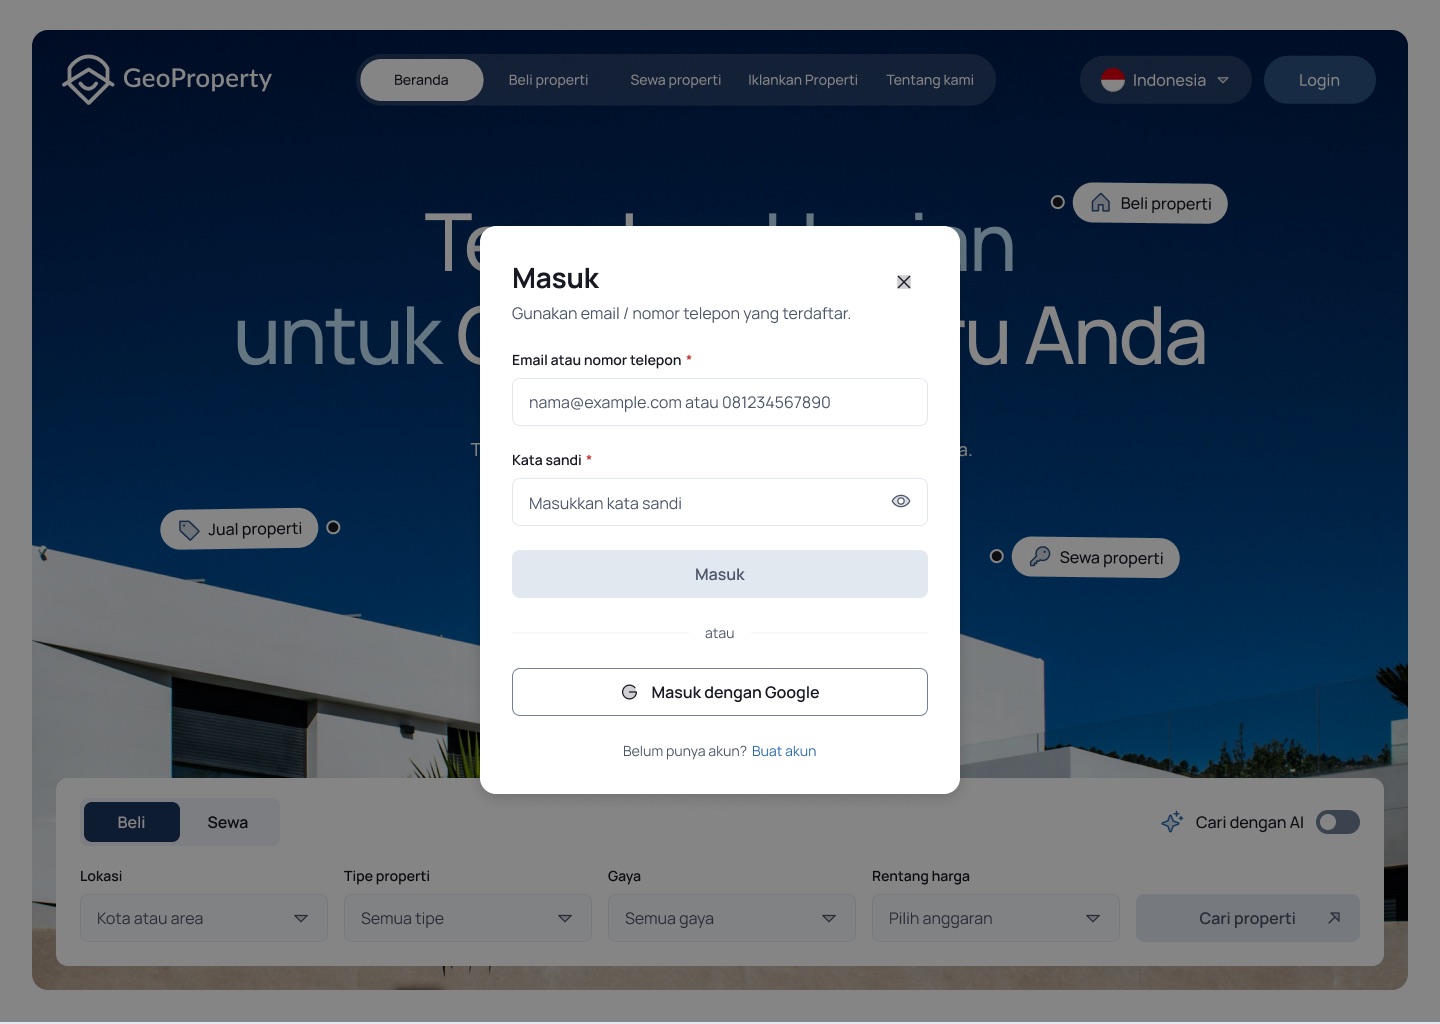 GeoProperty
Beranda
Beli properti
Sewa properti
Iklankan Properti
Tentang kami
Indonesia
Login
Beli properti
untuk
Anda
Masuk
Gunakan email / nomor telepon yang terdaftar.
Email atau nomor telepon *
nama@example.com atau 081234567890
Kata sandi *
Masukkan kata sandi
Masuk
atau
Masuk dengan Google
Belum punya akun? Buat akun
Jual properti
Sewa properti
Beli
Sewa
Cari dengan AI
Lokasi
Tipe properti
Gaya
Rentang harga
Kota atau area
Semua tipe
Semua gaya
Pilih anggaran
Cari properti